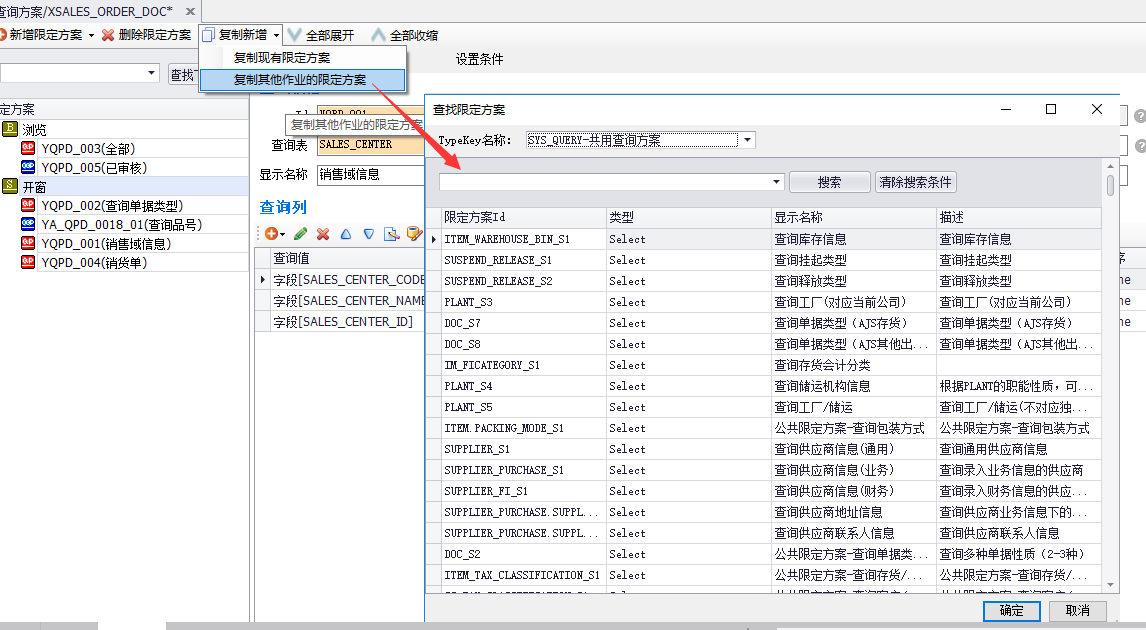 查询方案/XSALES_ORDER_DOC* ×
新增限定方案 删除限定方案 复制新增 全部展开 全部收缩
复制现有限定方案
复制其他作业的限定方案
设置条件
定方案
浏览
YQPD_003(全部)
YQPD_005(已审核)
开窗
YQPD_002(查询单据类型)
YA_QPD_0018_01(查询品号)
YQPD_001(销售域信息)
YQPD_004(销货单)
复制其他作业的限定方案
查询表 SALES_CENTER
显示名称 销售域信息
查询列
查询值
字段[SALES_CENTER_CODE
字段[SALES_CENTER_NAME
字段[SALES_CENTER_ID]
查找限定方案
TypeKey名称: SYS_QUERY-共用查询方案
搜索 清除搜索条件
限定方案Id 类型 显示名称 描述
ITEM_WAREHOUSE_BIN_S1 Select 查询库存信息 查询库存信息
SUSPEND_RELEASE_S1 Select 查询挂起类型 查询挂起类型
SUSPEND_RELEASE_S2 Select 查询释放类型 查询释放类型
PLANT_S3 Select 查询工厂(对应当前公司) 查询工厂(对应当前公司)
DOC_S7 Select 查询单据类型（AJS存货） 查询单据类型（AJS存货）
DOC_S8 Select 查询单据类型（AJS其他出... 查询单据类型（AJS其他出...
IM_FICATEGORY_S1 Select 查询存货会计分类
PLANT_S4 Select 查询储运机构信息 根据PLANT的职能性质，可...
PLANT_S5 Select 查询工厂/储运 查询工厂/储运(不对应独...
ITEM.PACKING_MODE_S1 Select 公共限定方案-查询包装方式 公共限定方案-查询包装方式
SUPPLIER_S1 Select 查询供应商信息(通用) 查询通用供应商信息
SUPPLIER_PURCHASE_S1 Select 查询供应商信息(业务) 查询录入业务信息的供应商
SUPPLIER_FI_S1 Select 查询供应商信息(财务) 查询录入财务信息的供应...
SUPPLIER_PURCHASE.SUPPL... Select 查询供应商地址信息 查询供应商业务信息下的...
SUPPLIER_PURCHASE.SUPPL... Select 查询供应商联系人信息 查询供应商联系人信息
DOC_S2 Select 公共限定方案-查询单据类... 查询多种单据性质（2-3种）
ITEM_TAX_CLASSIFICATION_S1 Select 公共限定方案-查询存货/... 公共限定方案-查询存货/...
确定 取消